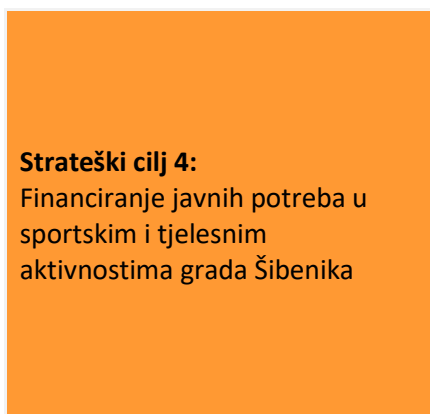 Strateški cilj 4:
Financiranje javnih potreba u
sportskim i tjelesnim
aktivnostima grada Šibenika